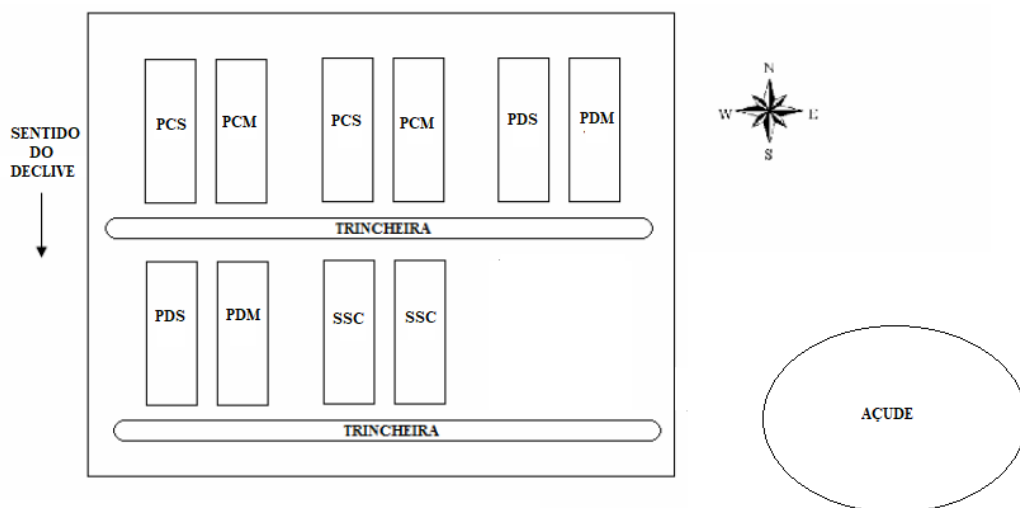 SENTIDO
DO
DECLIVE
PCS PCM PCS PCM PDS PDM
TRINCHEIRA
PDS PDM SSC SSC
TRINCHEIRA
N
W E
S
AÇUDE